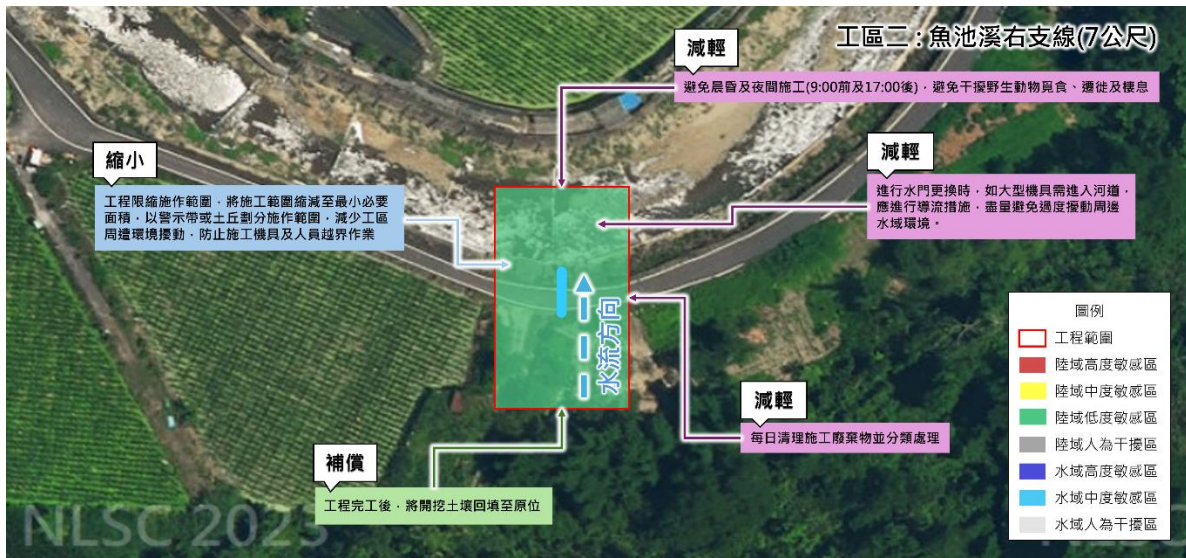 工區二：魚池溪右支線(7公尺)
減輕
避免晨昏及夜間施工(9:00前及17:00後)，避免干擾野生動物覓食、遷徙及棲息
縮小
工程限縮施作範圍，將施工範圍縮減至最小必要
面積，以警示帶或土丘劃分施作範圍，減少工區
周遭環境擾動，防止施工機具及人員越界作業
減輕
進行水門更換時，如大型機具需進入河道，
應進行導流措施，盡量避免過度擾動周邊
水域環境。
水流方向
減輕
每日清理施工廢棄物並分類處理
補償
工程完工後，將開挖土壤回填至原位
圖例
工程範圍
陸域高度敏感區
陸域中度敏感區
陸域低度敏感區
陸域人為干擾區
水域高度敏感區
水域中度敏感區
水域人為干擾區
NLSC 2023